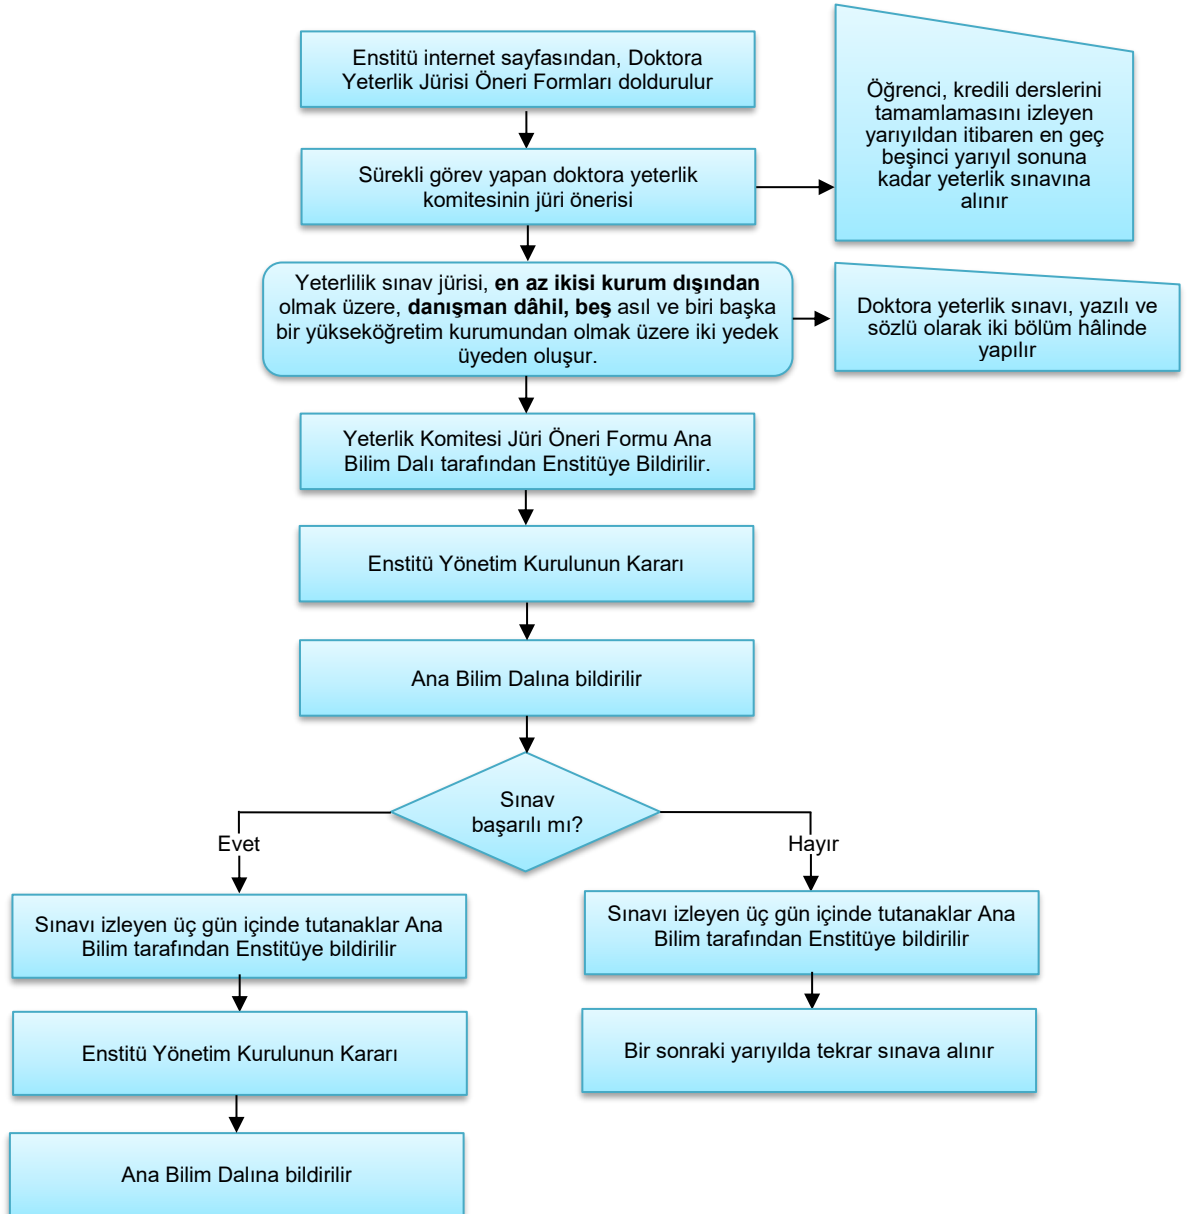 Enstitü internet sayfasından, Doktora
Yeterlik Jürisi Öneri Formları doldurulur
Öğrenci, kredili derslerini
tamamlamasını izleyen
yarıyıldan itibaren en geç
beşinci yarıyıl sonuna
kadar yeterlik sınavına
alınır
Sürekli görev yapan doktora yeterlik
komitesinin jüri önerisi
Yeterlilik sınav jürisi, en az ikisi kurum dışından
olmak üzere, danışman dâhil, beş asıl ve biri başka
bir yükseköğretim kurumundan olmak üzere iki yedek
üyeden oluşur.
Doktora yeterlik sınavı, yazılı ve
sözlü olarak iki bölüm hâlinde
yapılır
Yeterlik Komitesi Jüri Öneri Formu Ana
Bilim Dalı tarafından Enstitüye Bildirilir.
Enstitü Yönetim Kurulunun Kararı
Ana Bilim Dalına bildirilir
Sınav
başarılı mı?
Evet
Hayır
Sınavı izleyen üç gün içinde tutanaklar Ana
Bilim tarafından Enstitüye bildirilir
Sınavı izleyen üç gün içinde tutanaklar Ana
Bilim tarafından Enstitüye bildirilir
Enstitü Yönetim Kurulunun Kararı
Bir sonraki yarıyılda tekrar sınava alınır
Ana Bilim Dalına bildirilir